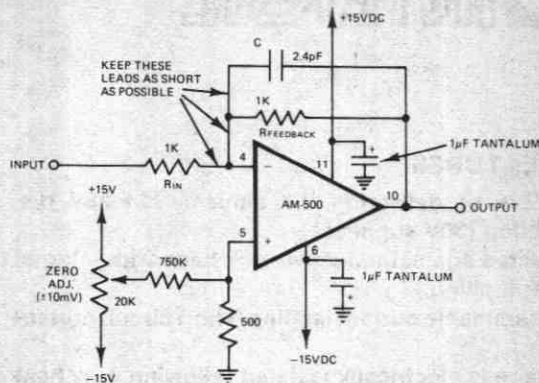 +15VDC
C
2.4pF
KEEP THESE
LEADS AS SHORT
AS POSSIBLE
1K
RFEEDBACK
1µF TANTALUM
1K
11
INPUT
4
−
RIN
10
AM-500
OUTPUT
+15V
5
+
6
750K
ZERO
ADJ.
(±10mV)
20K
1µF TANTALUM
500
−15V
−15VDC
+
+